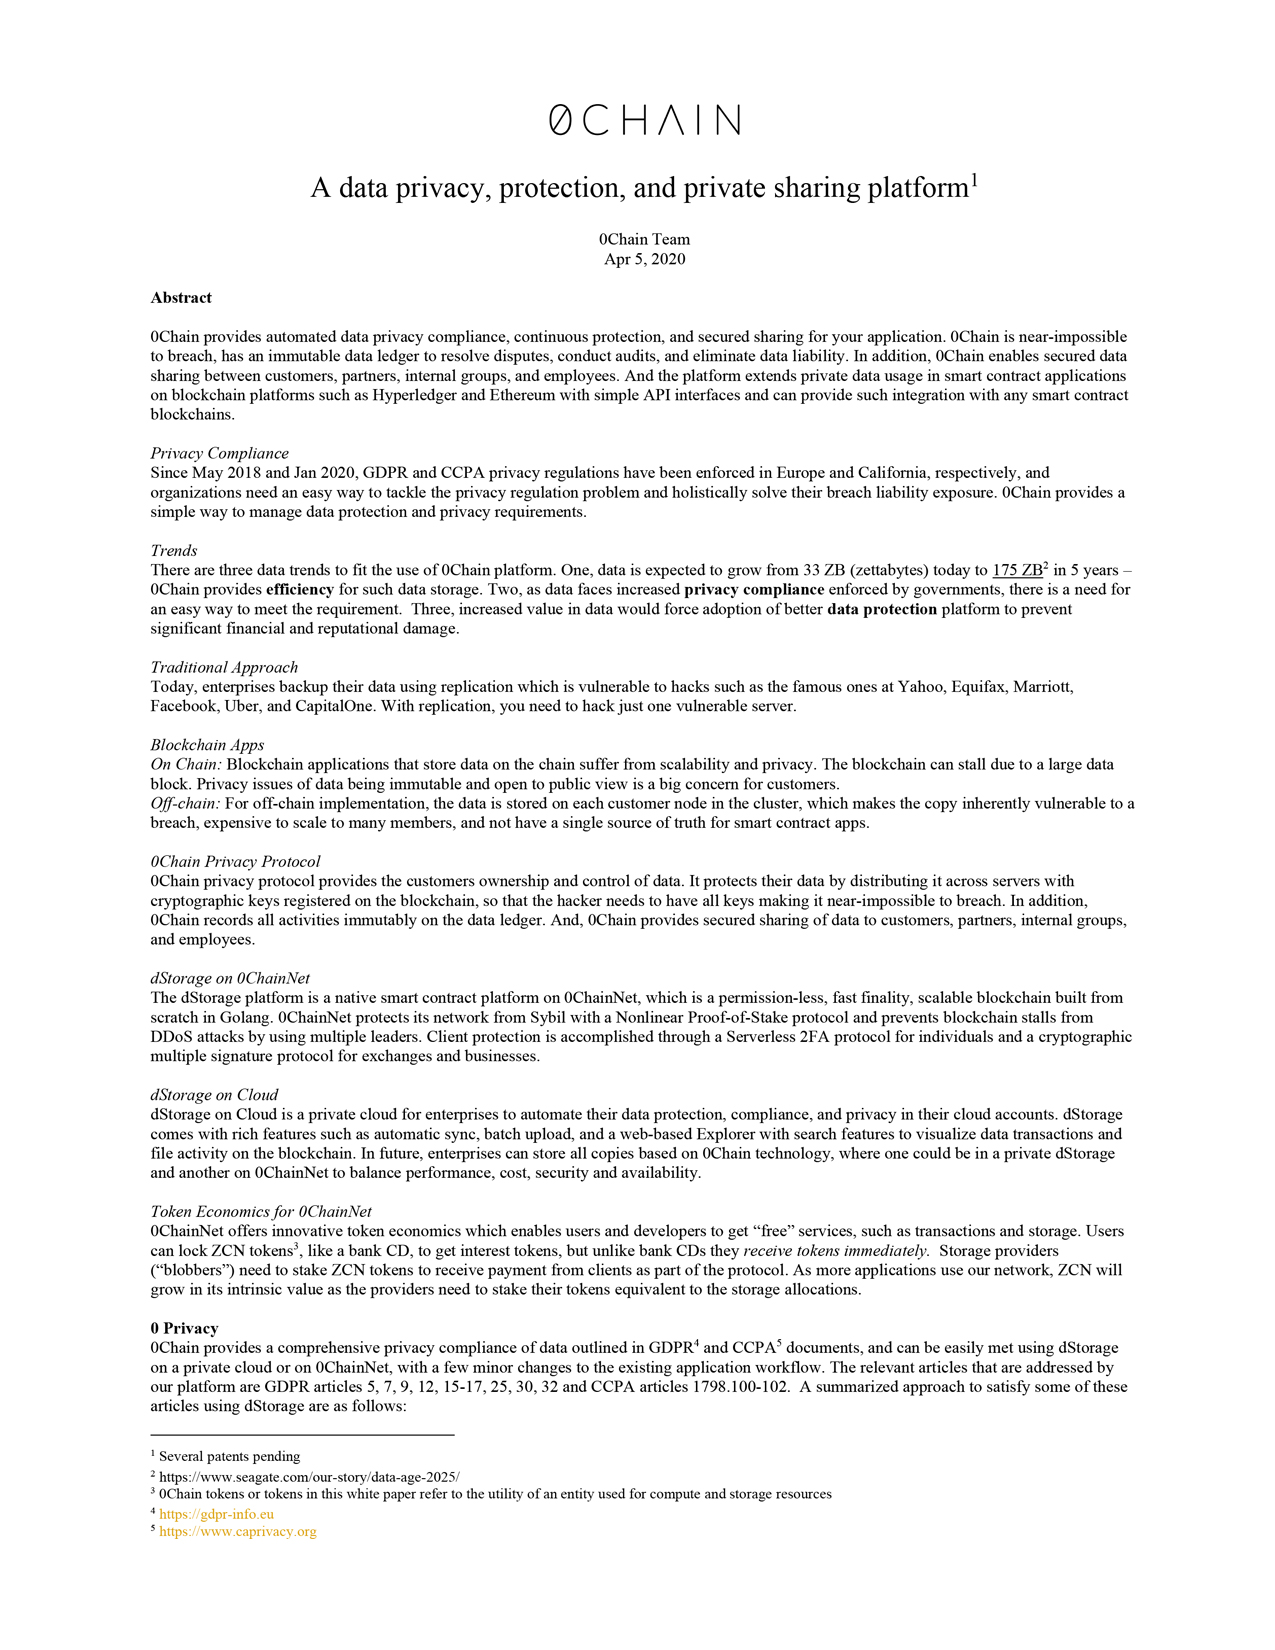 0CHAIN
A data privacy, protection, and private sharing platform1
0Chain Team
Apr 5, 2020
Abstract
0Chain provides automated data privacy compliance, continuous protection, and secured sharing for your application. 0Chain is near-impossible
to breach, has an immutable data ledger to resolve disputes, conduct audits, and eliminate data liability. In addition, 0Chain enables secured data
sharing between customers, partners, internal groups, and employees. And the platform extends private data usage in smart contract applications
on blockchain platforms such as Hyperledger and Ethereum with simple API interfaces and can provide such integration with any smart contract
blockchains.
Privacy Compliance
Since May 2018 and Jan 2020, GDPR and CCPA privacy regulations have been enforced in Europe and California, respectively, and
organizations need an easy way to tackle the privacy regulation problem and holistically solve their breach liability exposure. 0Chain provides a
simple way to manage data protection and privacy requirements.
Trends
There are three data trends to fit the use of 0Chain platform. One, data is expected to grow from 33 ZB (zettabytes) today to 175 ZB2 in 5 years –
0Chain provides efficiency for such data storage. Two, as data faces increased privacy compliance enforced by governments, there is a need for
an easy way to meet the requirement.  Three, increased value in data would force adoption of better data protection platform to prevent
significant financial and reputational damage.
Traditional Approach
Today, enterprises backup their data using replication which is vulnerable to hacks such as the famous ones at Yahoo, Equifax, Marriott,
Facebook, Uber, and CapitalOne. With replication, you need to hack just one vulnerable server.
Blockchain Apps
On Chain: Blockchain applications that store data on the chain suffer from scalability and privacy. The blockchain can stall due to a large data
block. Privacy issues of data being immutable and open to public view is a big concern for customers.
Off-chain: For off-chain implementation, the data is stored on each customer node in the cluster, which makes the copy inherently vulnerable to a
breach, expensive to scale to many members, and not have a single source of truth for smart contract apps.
0Chain Privacy Protocol
0Chain privacy protocol provides the customers ownership and control of data. It protects their data by distributing it across servers with
cryptographic keys registered on the blockchain, so that the hacker needs to have all keys making it near-impossible to breach. In addition,
0Chain records all activities immutably on the data ledger. And, 0Chain provides secured sharing of data to customers, partners, internal groups,
and employees.
dStorage on 0ChainNet
The dStorage platform is a native smart contract platform on 0ChainNet, which is a permission-less, fast finality, scalable blockchain built from
scratch in Golang. 0ChainNet protects its network from Sybil with a Nonlinear Proof-of-Stake protocol and prevents blockchain stalls from
DDoS attacks by using multiple leaders. Client protection is accomplished through a Serverless 2FA protocol for individuals and a cryptographic
multiple signature protocol for exchanges and businesses.
dStorage on Cloud
dStorage on Cloud is a private cloud for enterprises to automate their data protection, compliance, and privacy in their cloud accounts. dStorage
comes with rich features such as automatic sync, batch upload, and a web-based Explorer with search features to visualize data transactions and
file activity on the blockchain. In future, enterprises can store all copies based on 0Chain technology, where one could be in a private dStorage
and another on 0ChainNet to balance performance, cost, security and availability.
Token Economics for 0ChainNet
0ChainNet offers innovative token economics which enables users and developers to get “free” services, such as transactions and storage. Users
can lock ZCN tokens3, like a bank CD, to get interest tokens, but unlike bank CDs they receive tokens immediately.  Storage providers
(“blobbers”) need to stake ZCN tokens to receive payment from clients as part of the protocol. As more applications use our network, ZCN will
grow in its intrinsic value as the providers need to stake their tokens equivalent to the storage allocations.
0 Privacy
0Chain provides a comprehensive privacy compliance of data outlined in GDPR4 and CCPA5 documents, and can be easily met using dStorage
on a private cloud or on 0ChainNet, with a few minor changes to the existing application workflow. The relevant articles that are addressed by
our platform are GDPR articles 5, 7, 9, 12, 15-17, 25, 30, 32 and CCPA articles 1798.100-102.  A summarized approach to satisfy some of these
articles using dStorage are as follows:
1 Several patents pending
2 https://www.seagate.com/our-story/data-age-2025/
3 0Chain tokens or tokens in this white paper refer to the utility of an entity used for compute and storage resources
4 https://gdpr-info.eu
5 https://www.caprivacy.org